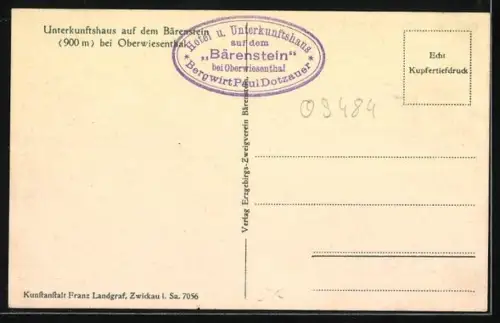 Unterkunftshaus auf dem Bärenstein
(900 m) bei Oberwiesenthal
* Hotel u. Unterkunftshaus *
auf dem
„Bärenstein“
bei Oberwiesenthal
Bergwirt Paul Dotzauer
Echt
Kupfertiefdruck
09484
Verlag Erzgebirgs-Zweigverein Bärenstein.
Kunstanstalt Franz Landgraf, Zwickau i. Sa. 7056